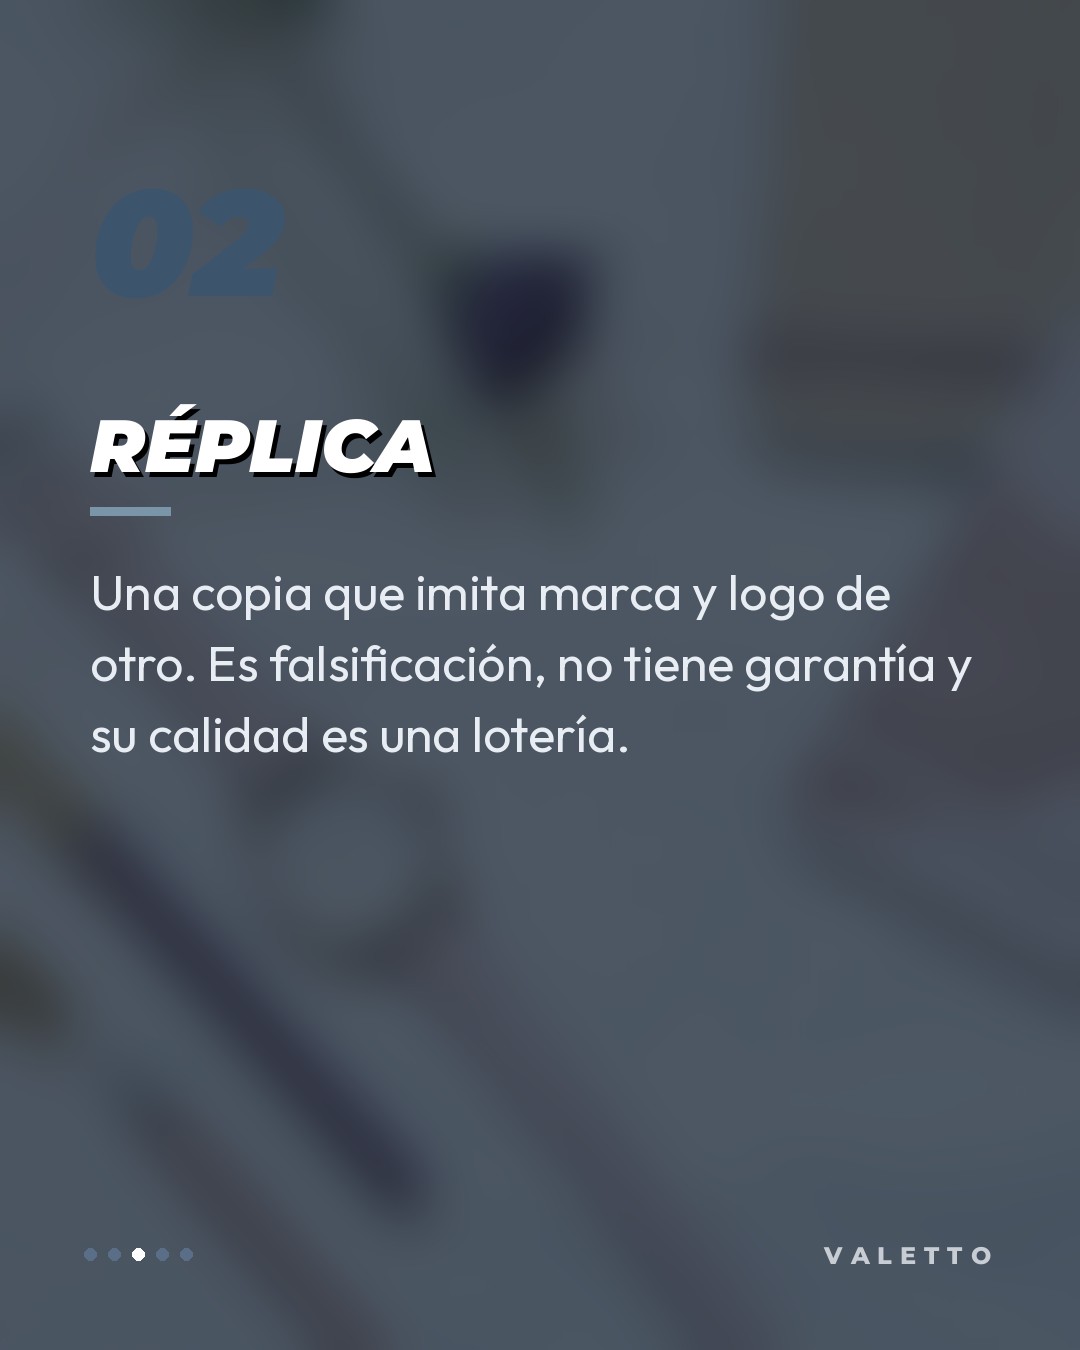 02
RÉPLICA
Una copia que imita marca y logo de
otro. Es falsificación, no tiene garantía y
su calidad es una lotería.
VALETTO